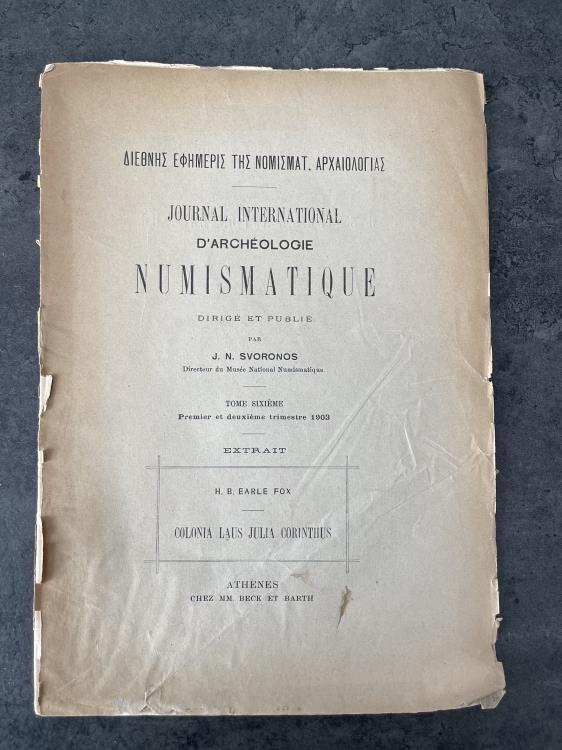 ΔΙΕΘΝΗΣ ΕΦΗΜΕΡΙΣ ΤΗΣ ΝΟΜΙΣΜΑΤ. ΑΡΧΑΙΟΛΟΓΙΑΣ
JOURNAL INTERNATIONAL
D'ARCHÉOLOGIE
NUMISMATIQUE
DIRIGÉ ET PUBLIÉ
PAR
J. N. SVORONOS
Directeur du Musée National Numismatique
TOME SIXIÈME
Premier et deuxième trimestre 1903
EXTRAIT
H. B. EARLE FOX
COLONIA LAUS JULIA CORINTHUS
ATHÈNES
CHEZ MM. BECK ET BARTH